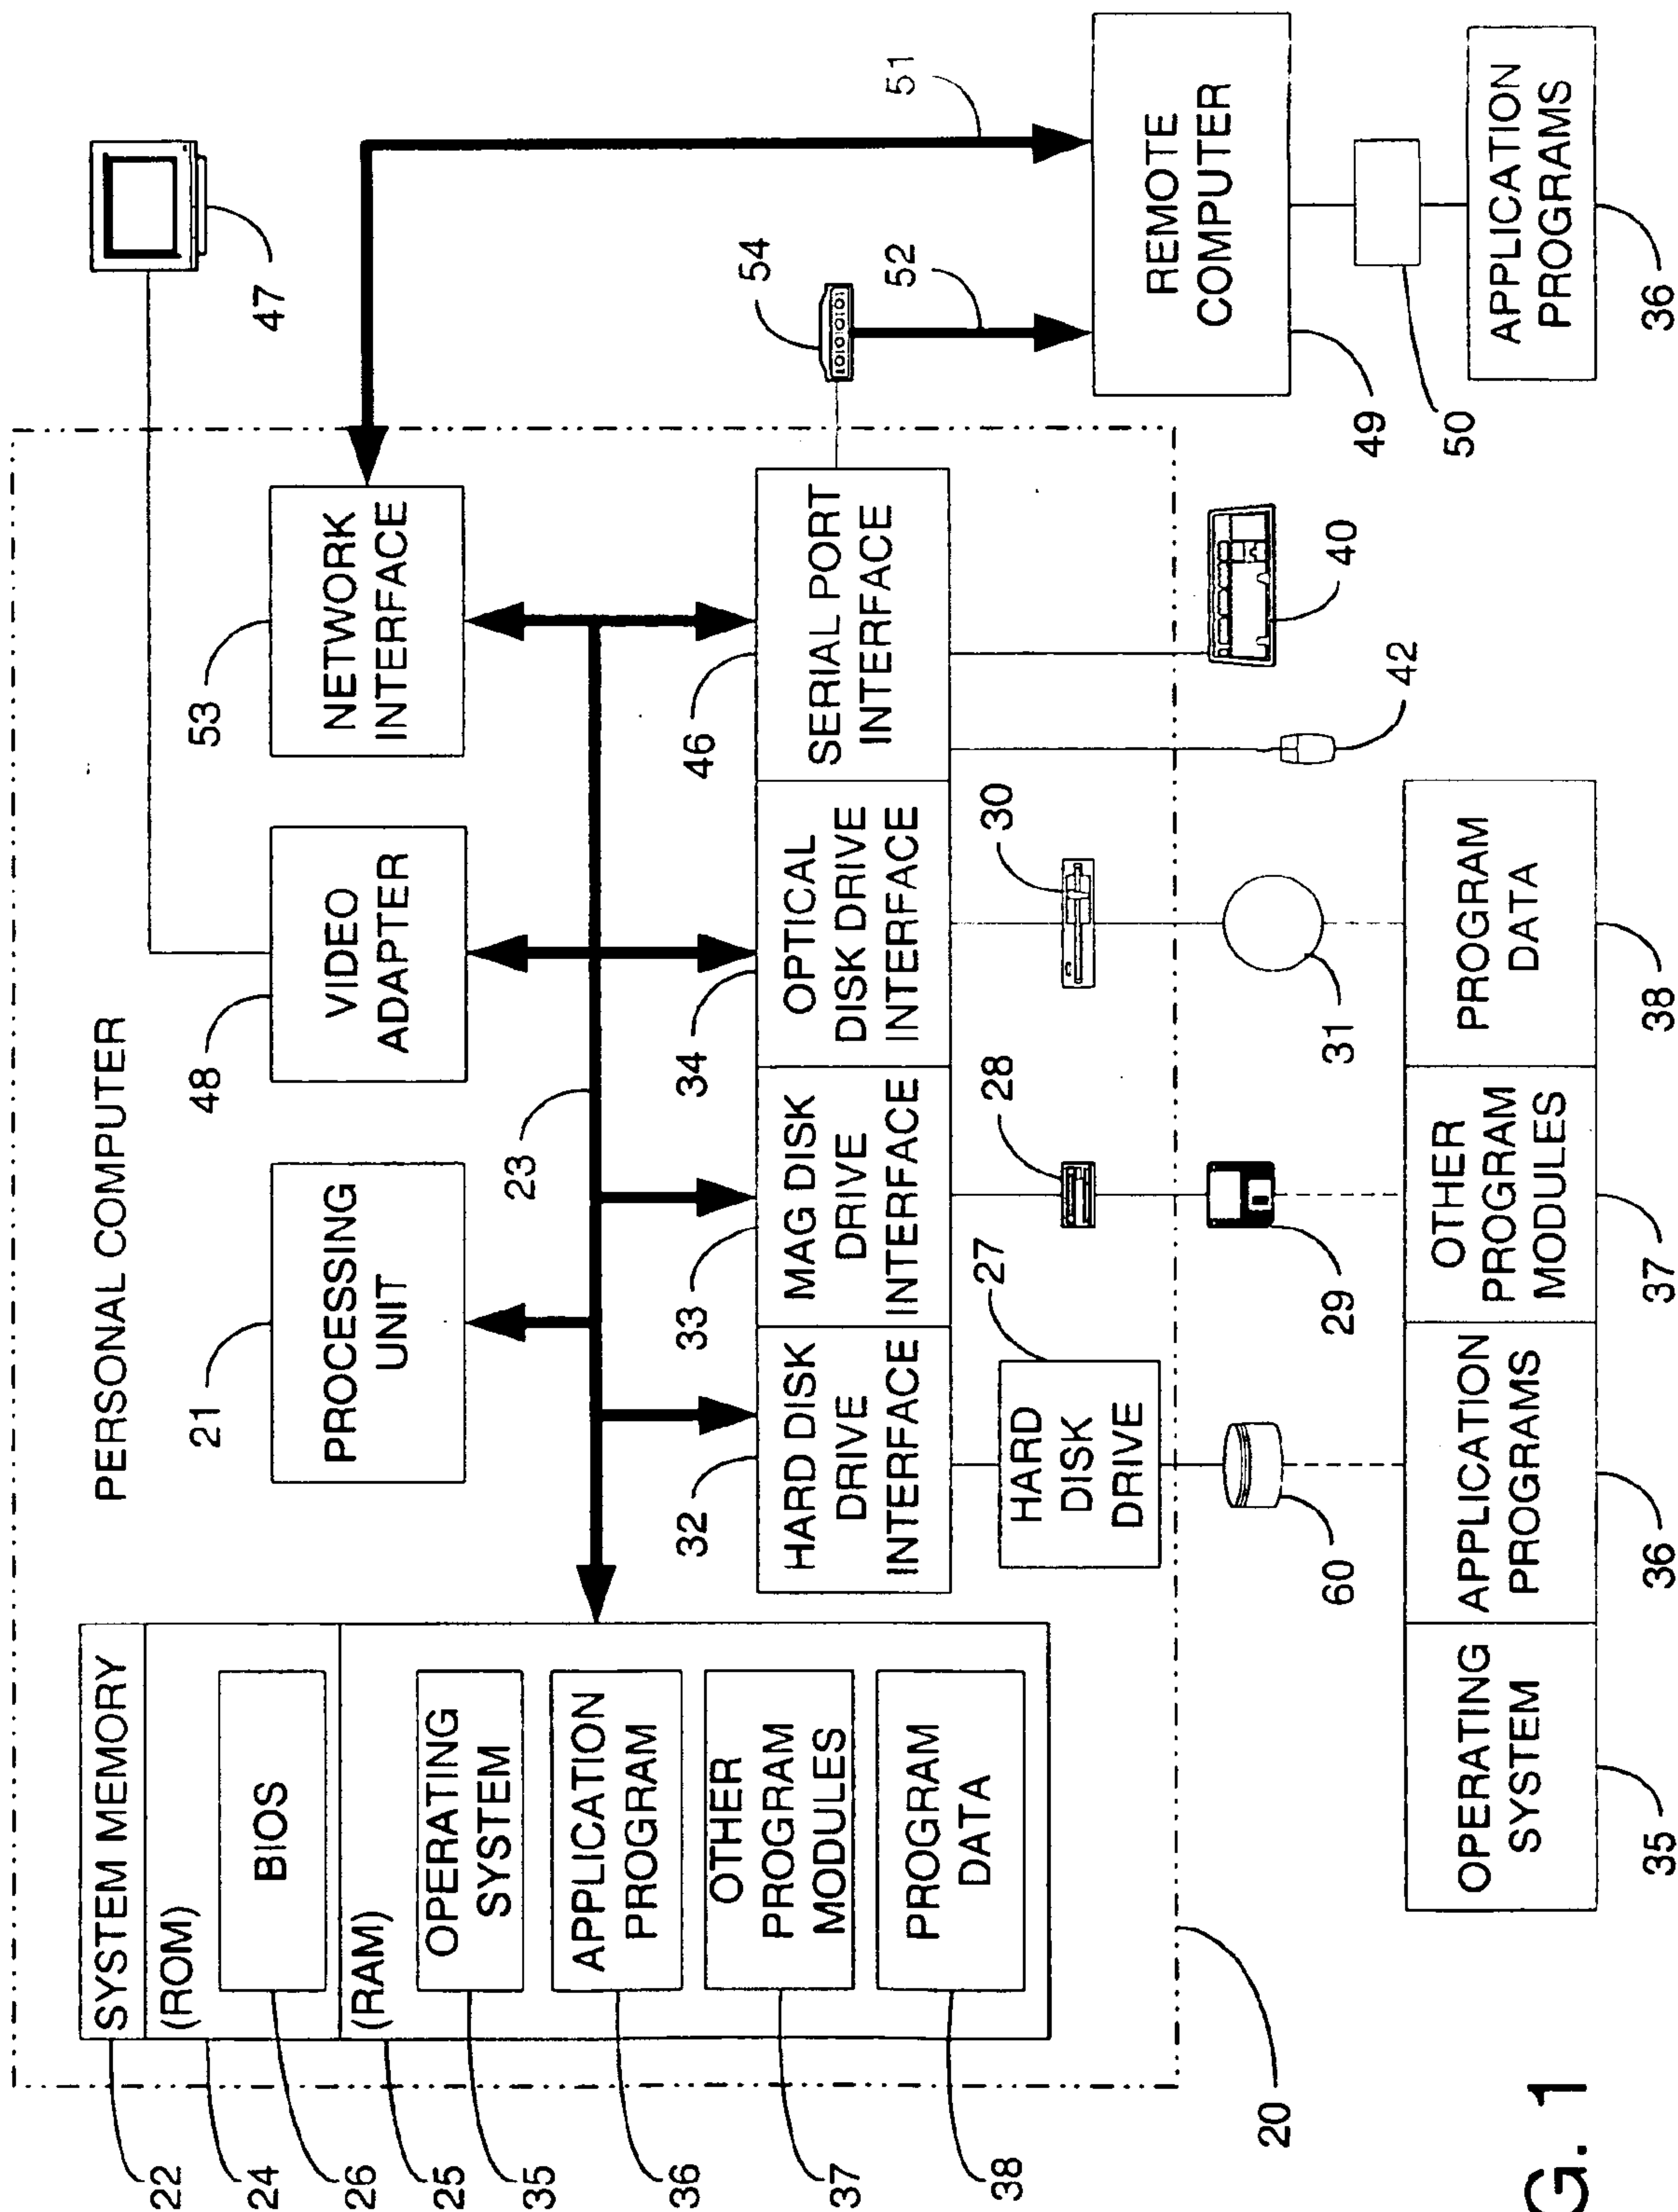 PERSONAL COMPUTER
22
24
26
25
35
36
37
38
SYSTEM MEMORY
(ROM)
BIOS
(RAM)
OPERATING
SYSTEM
APPLICATION
PROGRAM
OTHER
PROGRAM
MODULES
PROGRAM
DATA
21
PROCESSING
UNIT
48
VIDEO
ADAPTER
53
NETWORK
INTERFACE
47
23
32
HARD DISK
DRIVE
INTERFACE
33
MAG DISK
DRIVE
INTERFACE
34
OPTICAL
DISK DRIVE
INTERFACE
46
SERIAL PORT
INTERFACE
54
52
51
HARD
DISK
DRIVE
27
28
30
20
60
29
31
42
40
REMOTE
COMPUTER
49
50
OPERATING
SYSTEM
35
APPLICATION
PROGRAMS
36
OTHER
PROGRAM
MODULES
37
PROGRAM
DATA
38
APPLICATION
PROGRAMS
36
G. 1